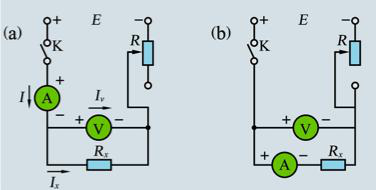 (a)
+ E −
K
R
I
+
A
−
I_v
+ V −
R_x
I_x
(b)
+ E −
K
R
+ V −
+ A − R_x